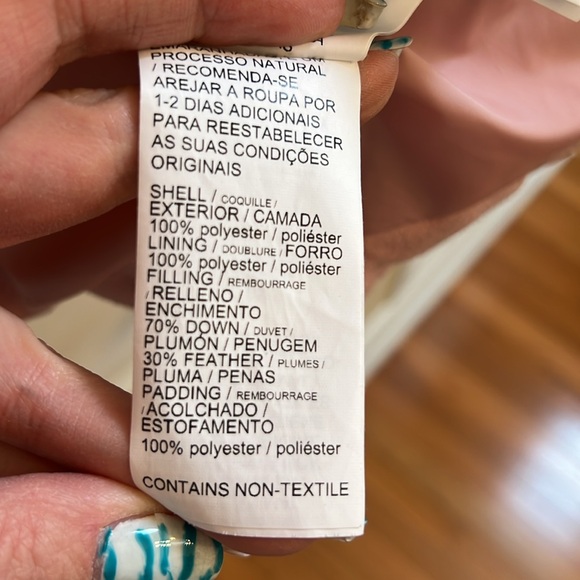 PROCESSO NATURAL
/ RECOMENDA-SE
AREJAR A ROUPA POR
1-2 DIAS ADICIONAIS
PARA REESTABELECER
AS SUAS CONDIÇÕES
ORIGINAIS
SHELL / COQUILLE /
EXTERIOR / CAMADA
100% polyester / poliéster
LINING / DOUBLURE / FORRO
100% polyester / poliéster
FILLING / REMBOURRAGE
/ RELLENO /
ENCHIMENTO
70% DOWN / DUVET /
PLUMÓN / PENUGEM
30% FEATHER / PLUMES /
PLUMA / PENAS
PADDING / REMBOURRAGE
/ ACOLCHADO /
ESTOFAMENTO
100% polyester / poliéster
CONTAINS NON-TEXTILE